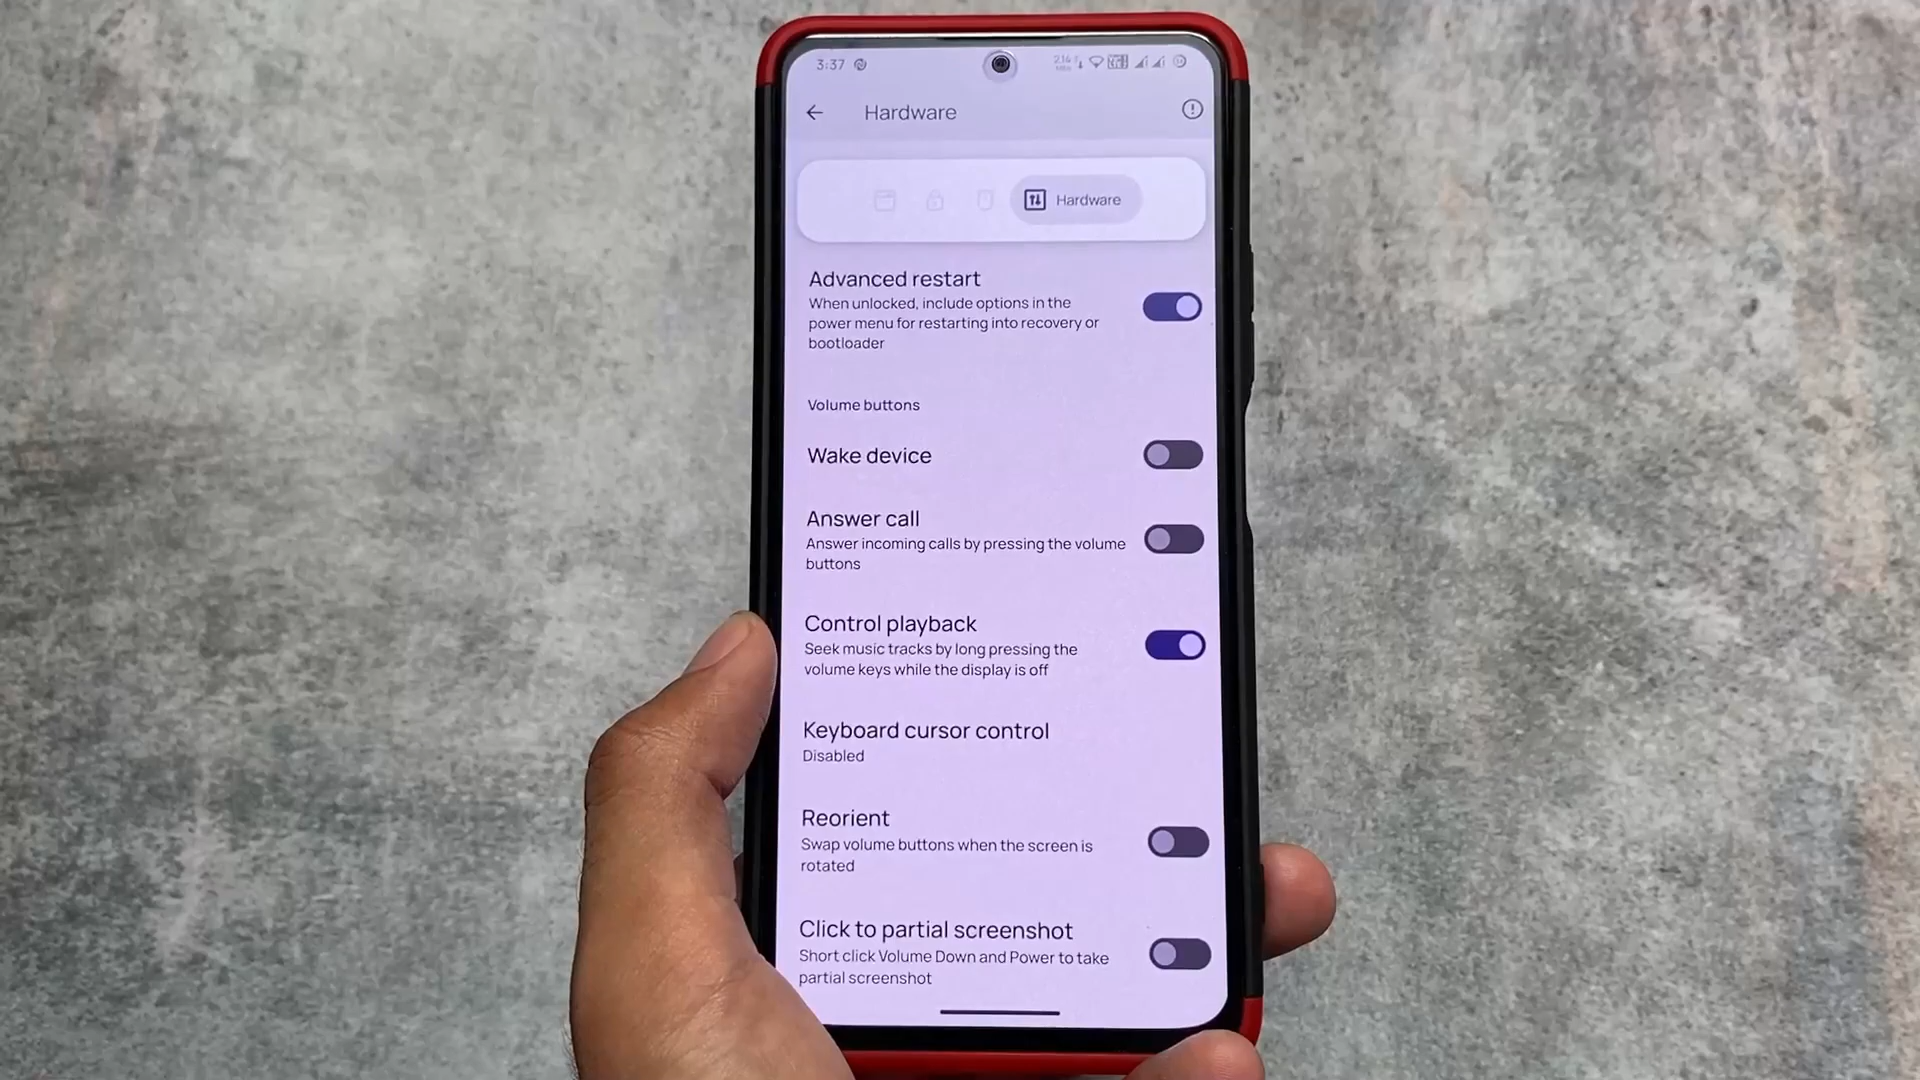 3:37
Hardware
Hardware
Advanced restart
When unlocked, include options in the
power menu for restarting into recovery or
bootloader
Volume buttons
Wake device
Answer call
Answer incoming calls by pressing the volume
buttons
Control playback
Seek music tracks by long pressing the
volume keys while the display is off
Keyboard cursor control
Disabled
Reorient
Swap volume buttons when the screen is
rotated
Click to partial screenshot
Short click Volume Down and Power to take
partial screenshot